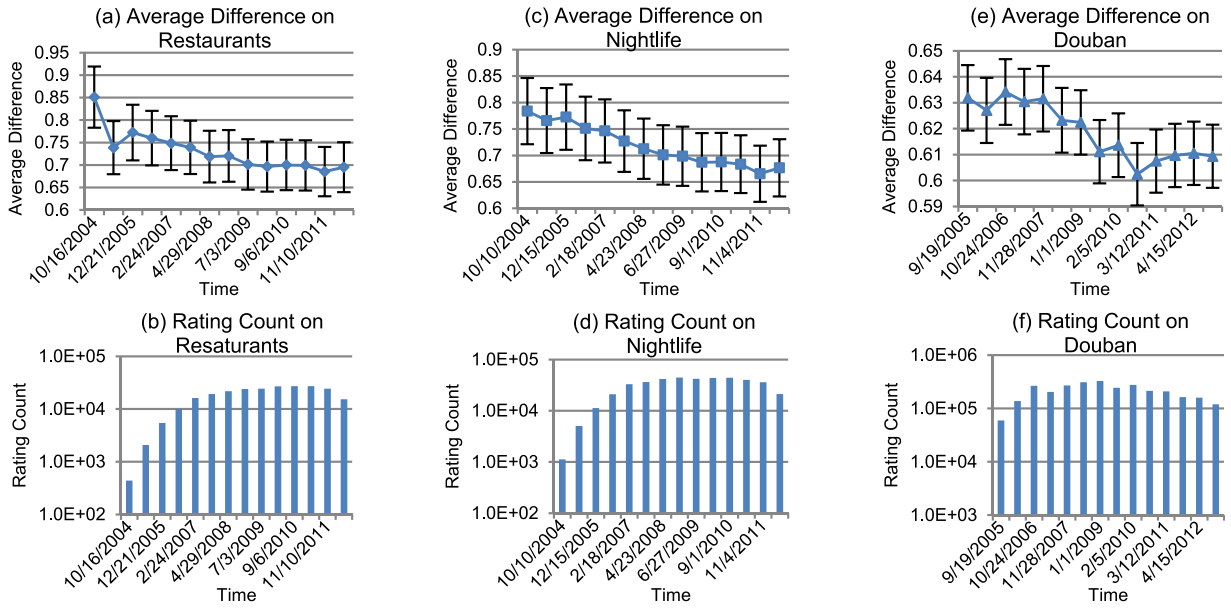 (a) Average Difference on
Restaurants
0.95
0.9
0.85
0.8
0.75
0.7
0.65
0.6
Average Difference
10/16/2004
12/21/2005
2/24/2007
4/29/2008
7/3/2009
9/6/2010
11/10/2011
Time
(c) Average Difference on
Nightlife
0.9
0.85
0.8
0.75
0.7
0.65
0.6
Average Difference
10/10/2004
12/15/2005
2/18/2007
4/23/2008
6/27/2009
9/1/2010
11/4/2011
Time
(e) Average Difference on
Douban
0.65
0.64
0.63
0.62
0.61
0.6
0.59
Average Difference
9/19/2005
10/24/2006
11/28/2007
1/1/2009
2/5/2010
3/12/2011
4/15/2012
Time
(b) Rating Count on
Resaturants
1.0E+05
1.0E+04
1.0E+03
1.0E+02
Rating Count
10/16/2004
12/21/2005
2/24/2007
4/29/2008
7/3/2009
9/6/2010
11/10/2011
Time
(d) Rating Count on
Nightlife
1.0E+05
1.0E+04
1.0E+03
1.0E+02
Rating Count
10/10/2004
12/15/2005
2/18/2007
4/23/2008
6/27/2009
9/1/2010
11/4/2011
Time
(f) Rating Count on
Douban
1.0E+06
1.0E+05
1.0E+04
1.0E+03
Rating Count
9/19/2005
10/24/2006
11/28/2007
1/1/2009
2/5/2010
3/12/2011
4/15/2012
Time